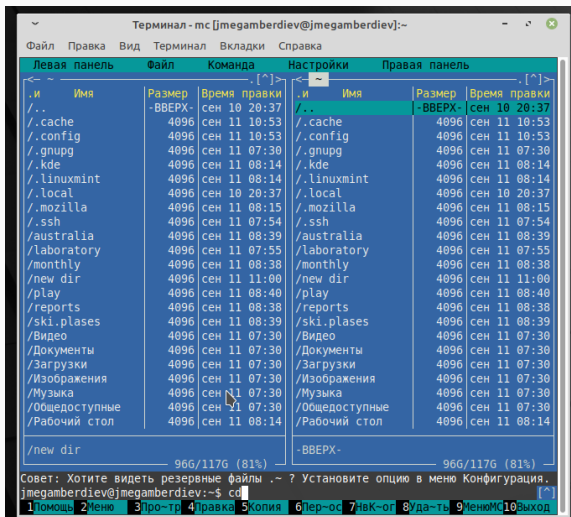 Терминал - mc [jmegamberdiev@jmegamberdiev]:~
Файл Правка Вид Терминал Вкладки Справка
Левая панель Файл Команда Настройки Правая панель
<─ ~ .[^]> <─ ~ .[^]>
.и Имя Размер Время правки .и Имя Размер Время правки
/.. -ВВЕРХ- сен 10 20:37 /.. -ВВЕРХ- сен 10 20:37
/.cache 4096 сен 11 10:53 /.cache 4096 сен 11 10:53
/.config 4096 сен 11 10:53 /.config 4096 сен 11 10:53
/.gnupg 4096 сен 11 07:30 /.gnupg 4096 сен 11 07:30
/.kde 4096 сен 11 08:14 /.kde 4096 сен 11 08:14
/.linuxmint 4096 сен 11 08:14 /.linuxmint 4096 сен 11 08:14
/.local 4096 сен 10 20:37 /.local 4096 сен 10 20:37
/.mozilla 4096 сен 11 08:15 /.mozilla 4096 сен 11 08:15
/.ssh 4096 сен 11 07:54 /.ssh 4096 сен 11 07:54
/australia 4096 сен 11 08:39 /australia 4096 сен 11 08:39
/laboratory 4096 сен 11 07:55 /laboratory 4096 сен 11 07:55
/monthly 4096 сен 11 08:38 /monthly 4096 сен 11 08:38
/new dir 4096 сен 11 11:00 /new dir 4096 сен 11 11:00
/play 4096 сен 11 08:40 /play 4096 сен 11 08:40
/reports 4096 сен 11 08:38 /reports 4096 сен 11 08:38
/ski.plases 4096 сен 11 08:39 /ski.plases 4096 сен 11 08:39
/Видео 4096 сен 11 07:30 /Видео 4096 сен 11 07:30
/Документы 4096 сен 11 07:30 /Документы 4096 сен 11 07:30
/Загрузки 4096 сен 11 07:30 /Загрузки 4096 сен 11 07:30
/Изображения 4096 сен 11 07:30 /Изображения 4096 сен 11 07:30
/Музыка 4096 сен 11 07:30 /Музыка 4096 сен 11 07:30
/Общедоступные 4096 сен 11 07:30 /Общедоступные 4096 сен 11 07:30
/Рабочий стол 4096 сен 11 08:14 /Рабочий стол 4096 сен 11 08:14
/new dir -ВВЕРХ-
96G/117G (81%) 96G/117G (81%)
Совет: Хотите видеть резервные файлы .~ ? Установите опцию в меню Конфигурация.
jmegamberdiev@jmegamberdiev:~$ cd [^]
1Помощь 2Меню 3Про~тр 4Правка 5Копия 6Пер~ос 7НвК~ог 8Уда~ть 9МенюMC 10Выход